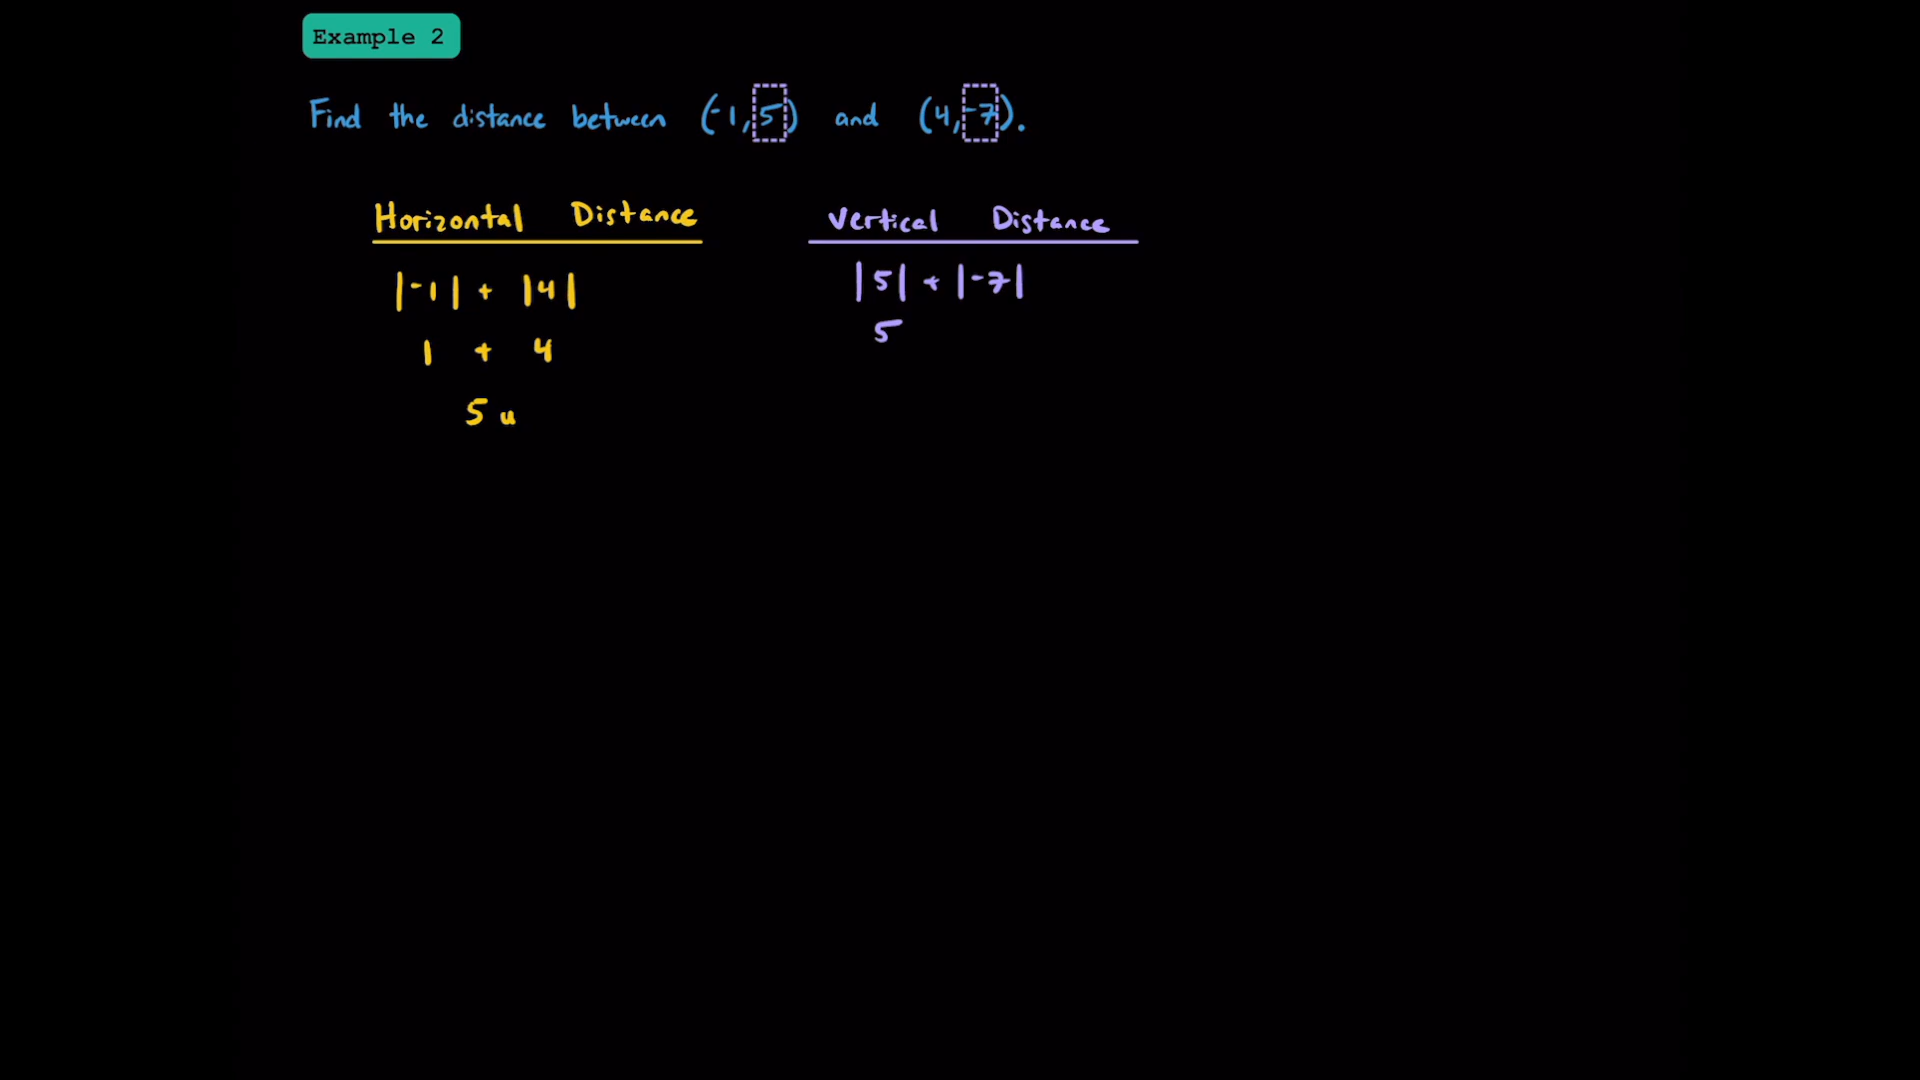 Example 2
Find the distance between (-1, 5) and (4, -7).
Horizontal Distance
|-1| + |4|
1 + 4
5 u
Vertical Distance
|5| + |-7|
5